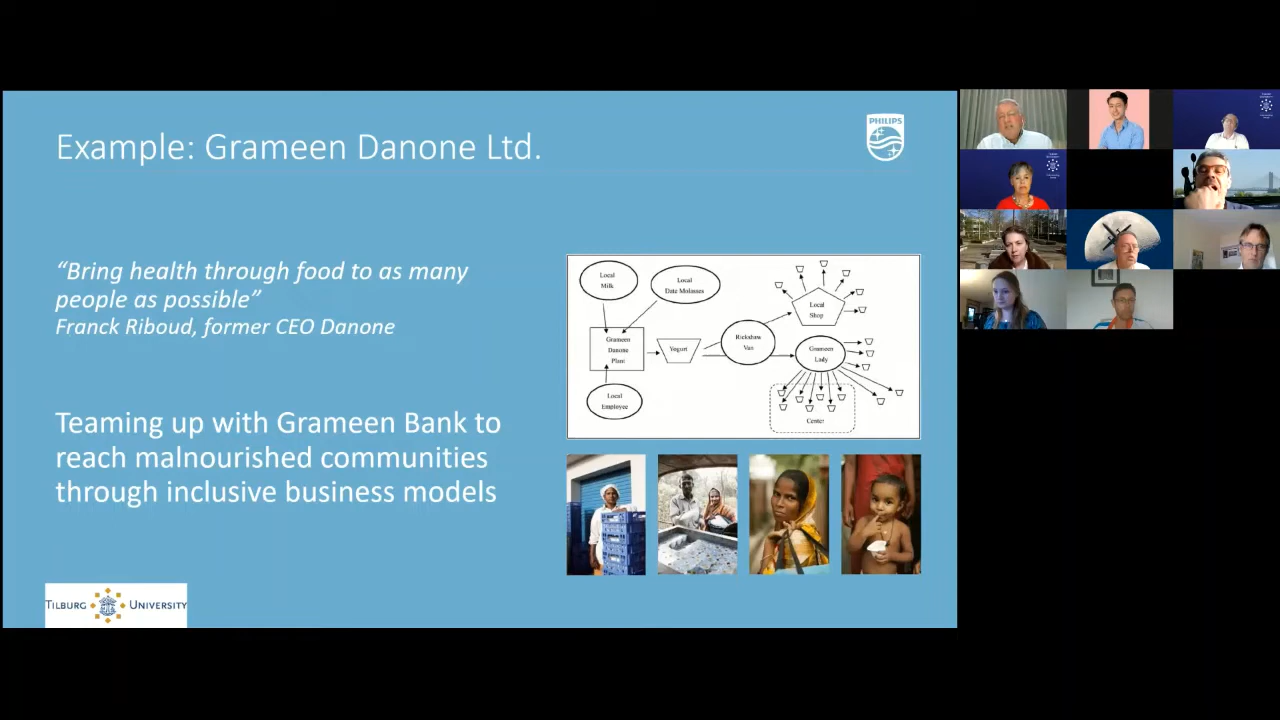 Example: Grameen Danone Ltd.
PHILIPS
“Bring health through food to as many
people as possible”
Franck Riboud, former CEO Danone
Teaming up with Grameen Bank to
reach malnourished communities
through inclusive business models
Local
Milk
Local
Date Molasses
Grameen
Danone
Plant
Yogurt
Rickshaw
Van
Local
Shop
Grameen
Lady
Local
Employee
Center
TILBURG UNIVERSITY